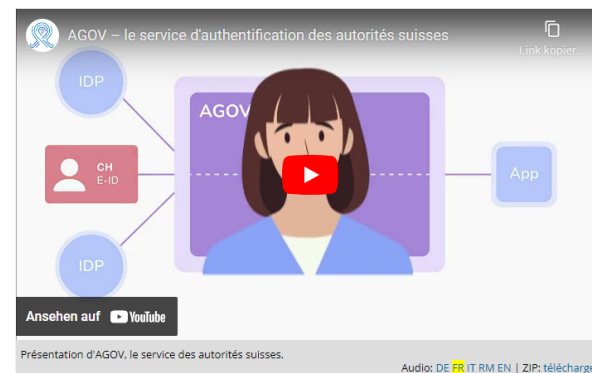 AGOV – le service d'authentification des autorités suisses
Link kopier...
IDP
AGOV
CH
E-ID
App
IDP
Ansehen auf YouTube
Présentation d'AGOV, le service des autorités suisses.
Audio: DE FR IT RM EN | ZIP: télécharge